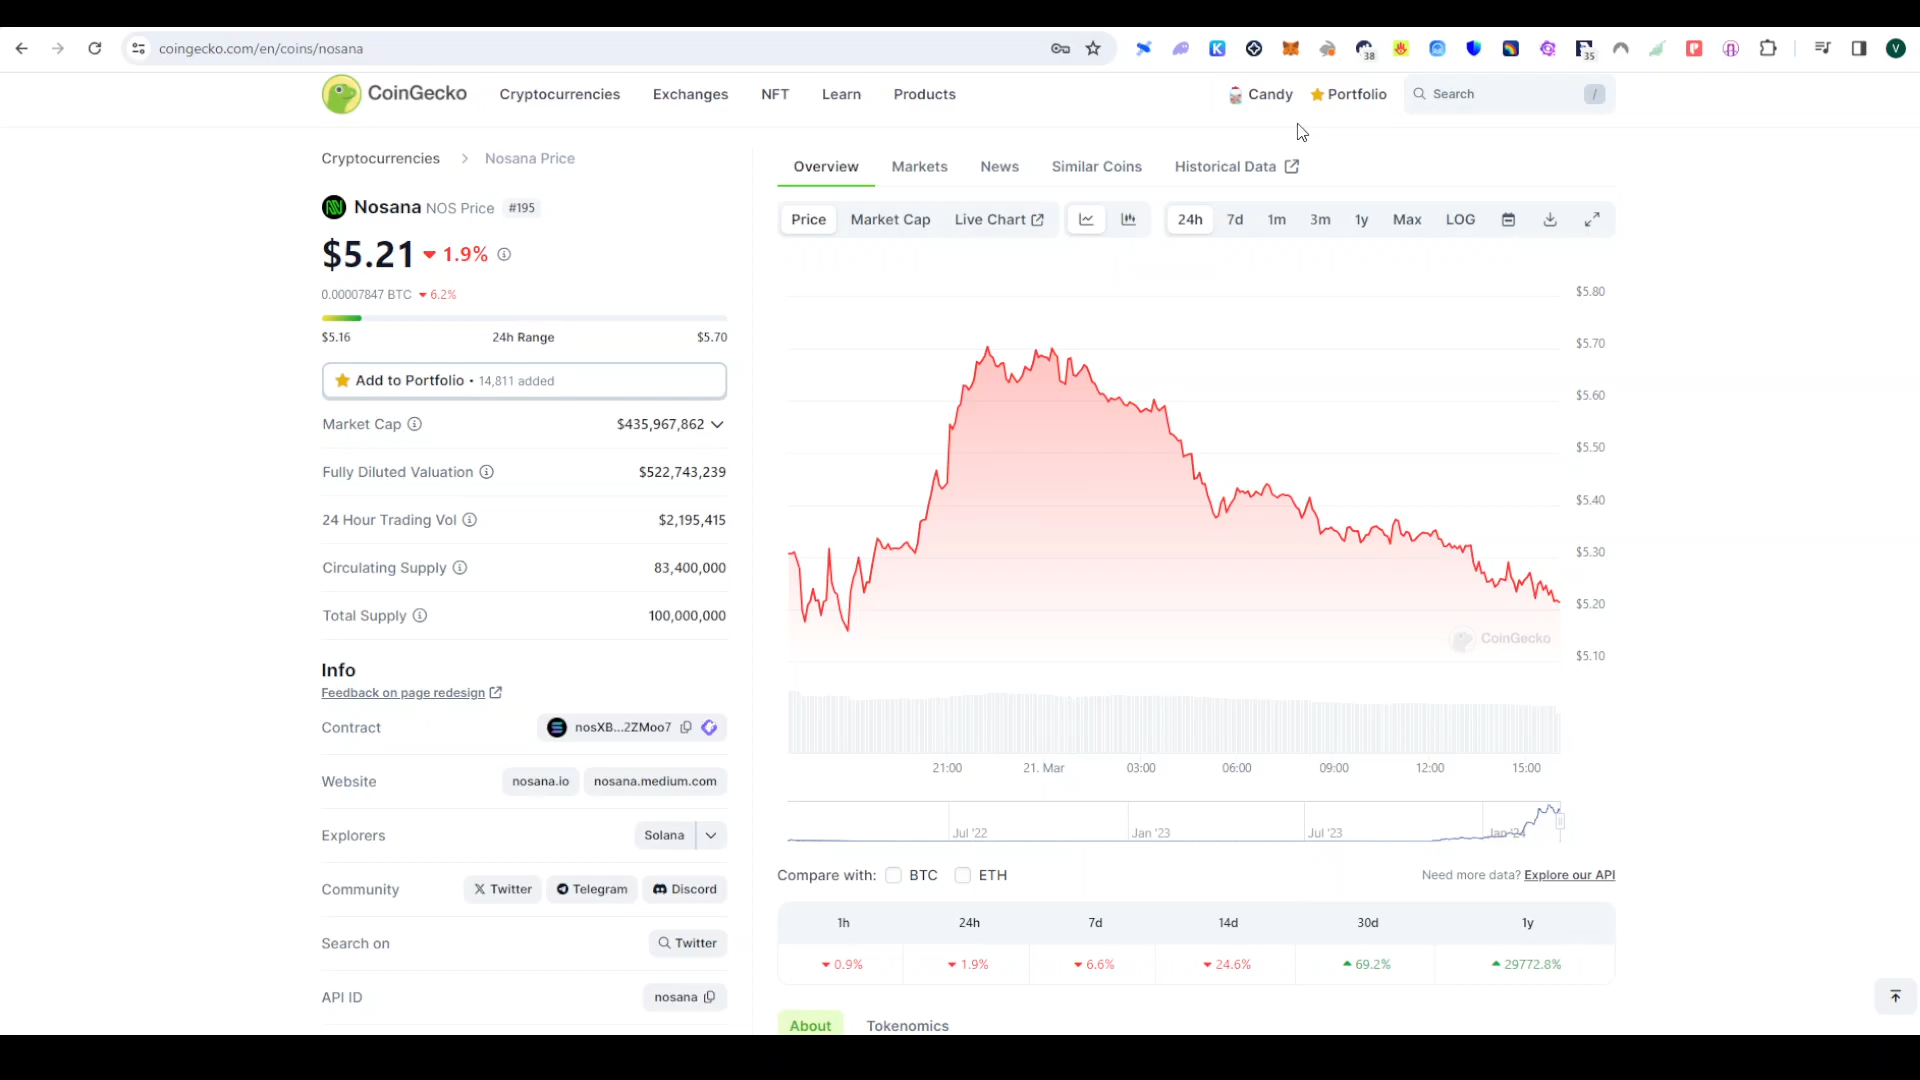 coingecko.com/en/coins/nosana
38
35
V
CoinGecko
Cryptocurrencies
Exchanges
NFT
Learn
Products
Candy
Portfolio
Search
/
Cryptocurrencies > Nosana Price
Nosana NOS Price #195
$5.21 1.9%
0.00007847 BTC 6.2%
$5.16 24h Range $5.70
Add to Portfolio • 14,811 added
Market Cap $435,967,862
Fully Diluted Valuation $522,743,239
24 Hour Trading Vol $2,195,415
Circulating Supply 83,400,000
Total Supply 100,000,000
Info
Feedback on page redesign
Contract nosXB...2ZMoo7
Website nosana.io nosana.medium.com
Explorers Solana
Community Twitter Telegram Discord
Search on Twitter
API ID nosana
Overview Markets News Similar Coins Historical Data
Price Market Cap Live Chart 24h 7d 1m 3m 1y Max LOG
$5.80
$5.70
$5.60
$5.50
$5.40
$5.30
$5.20
$5.10
CoinGecko
21:00 21. Mar 03:00 06:00 09:00 12:00 15:00
Jul '22 Jan '23 Jul '23 Jan '24
Compare with: BTC ETH
Need more data? Explore our API
1h 24h 7d 14d 30d 1y
0.9% 1.9% 6.6% 24.6% 69.2% 29772.8%
About Tokenomics